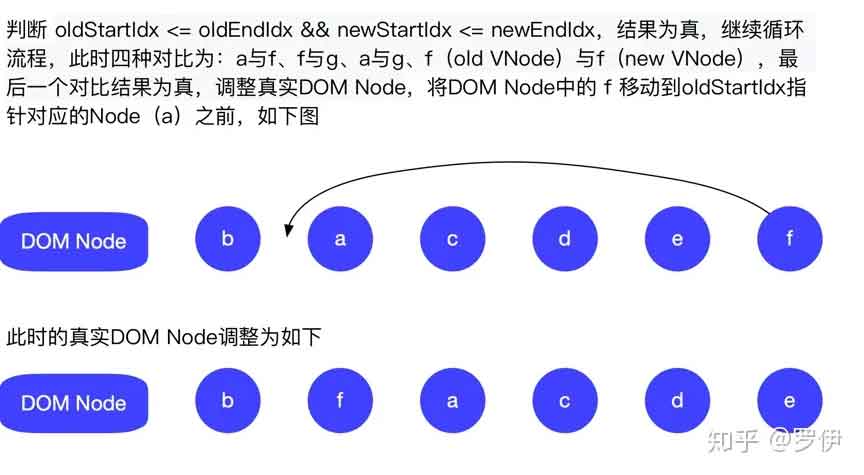 判断 oldStartIdx <= oldEndIdx && newStartIdx <= newEndIdx，结果为真，继续循环
流程，此时四种对比为：a与f、f与g、a与g、f（old VNode）与f（new VNode），最
后一个对比结果为真，调整真实DOM Node，将DOM Node中的 f 移动到oldStartIdx指
针对应的Node（a）之前，如下图
DOM Node b a c d e f
此时的真实DOM Node调整为如下
DOM Node b f a c d e
知乎 @罗伊